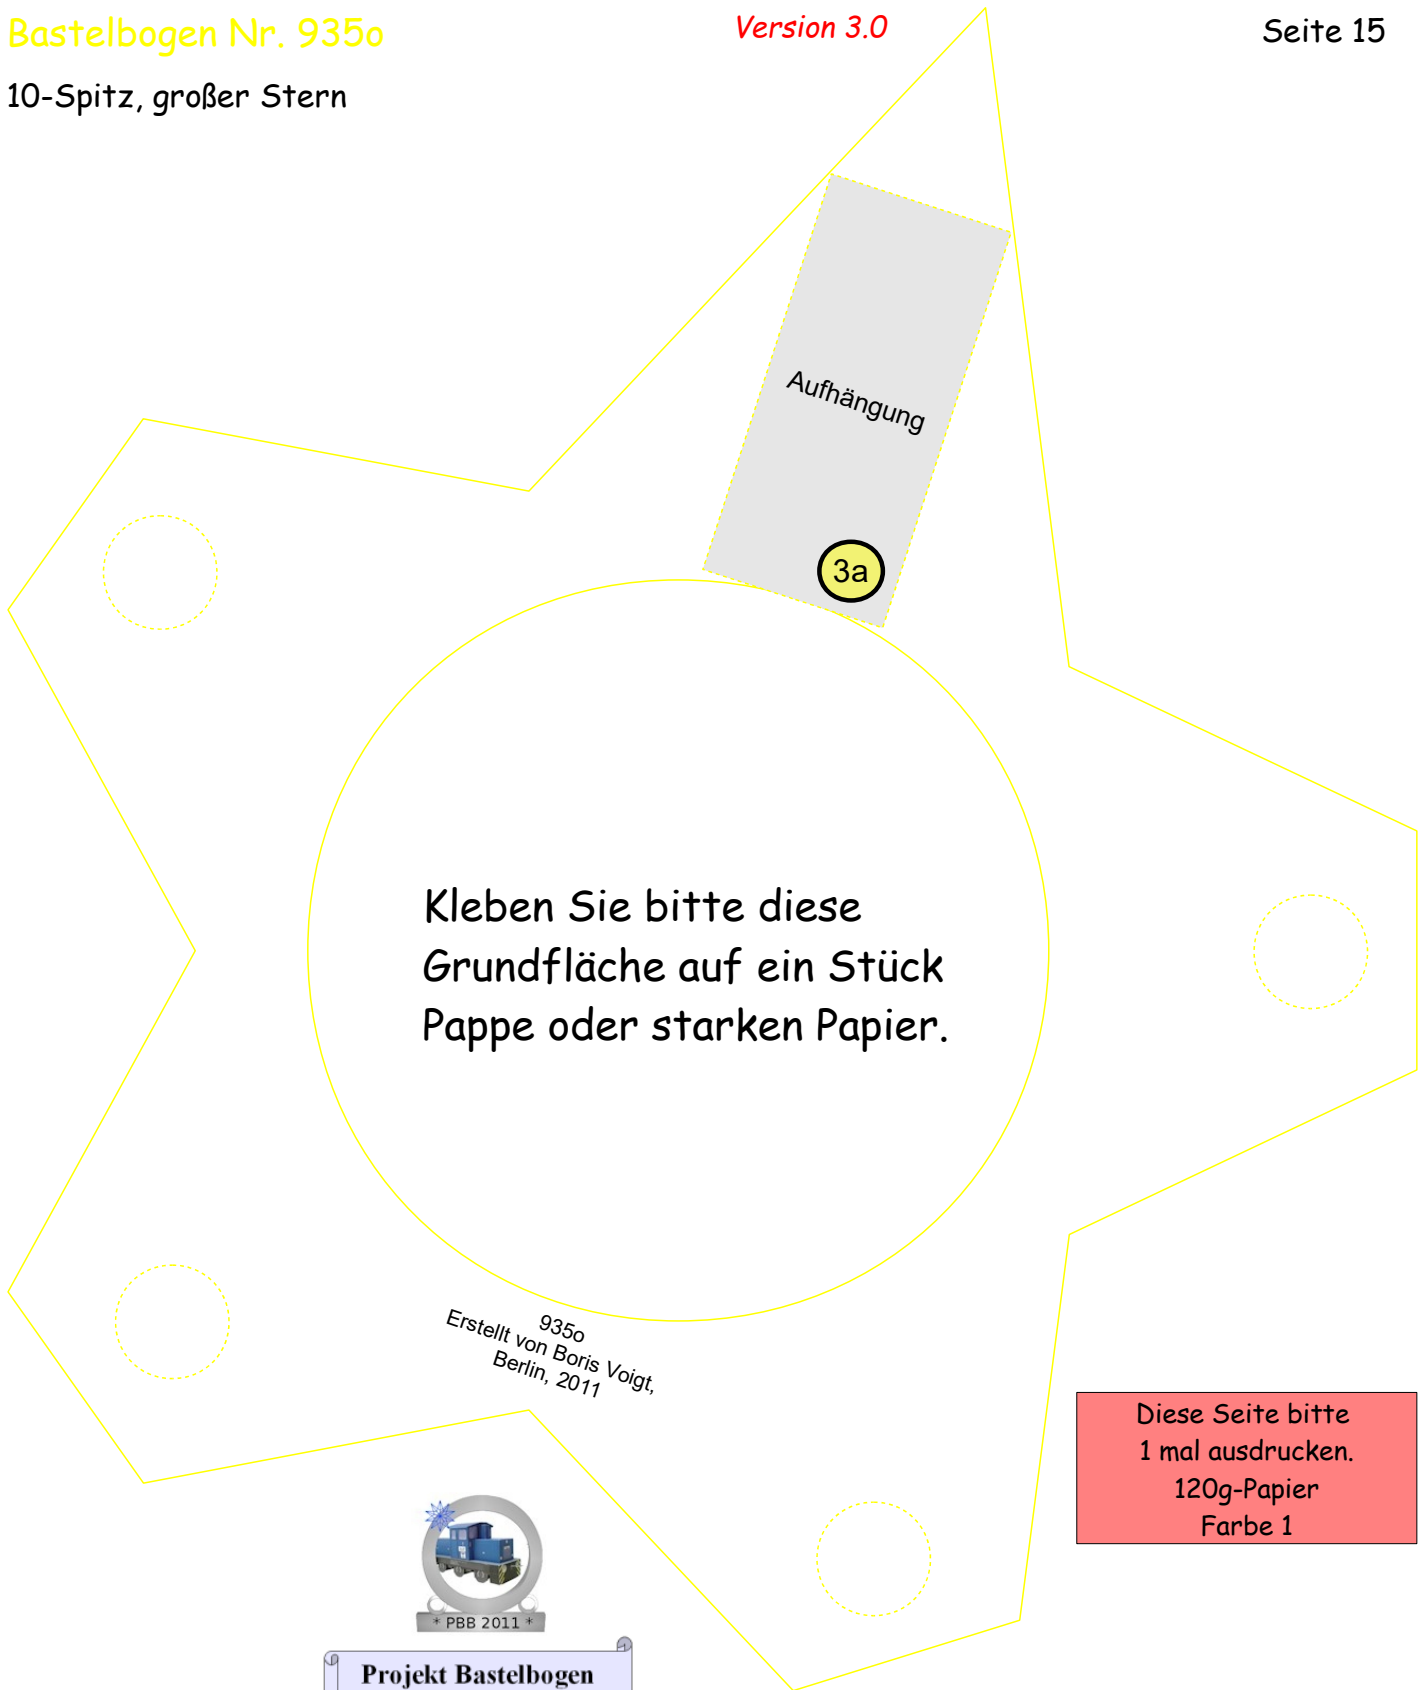 Bastelbogen Nr. 935o
Version 3.0
Seite 15
10-Spitz, großer Stern
Aufhängung
3a
Kleben Sie bitte diese
Grundfläche auf ein Stück
Pappe oder starken Papier.
935o
Erstellt von Boris Voigt,
Berlin, 2011
Diese Seite bitte
1 mal ausdrucken.
120g-Papier
Farbe 1
* PBB 2011 *
Projekt Bastelbogen